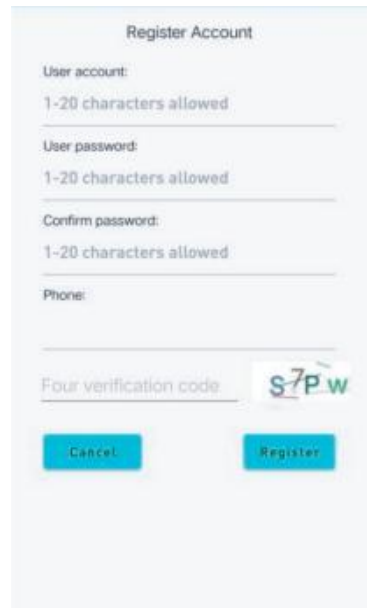 Register Account
User account:
1-20 characters allowed
User password:
1-20 characters allowed
Confirm password:
1-20 characters allowed
Phone:
Four verification code S7PW
Cancel Register